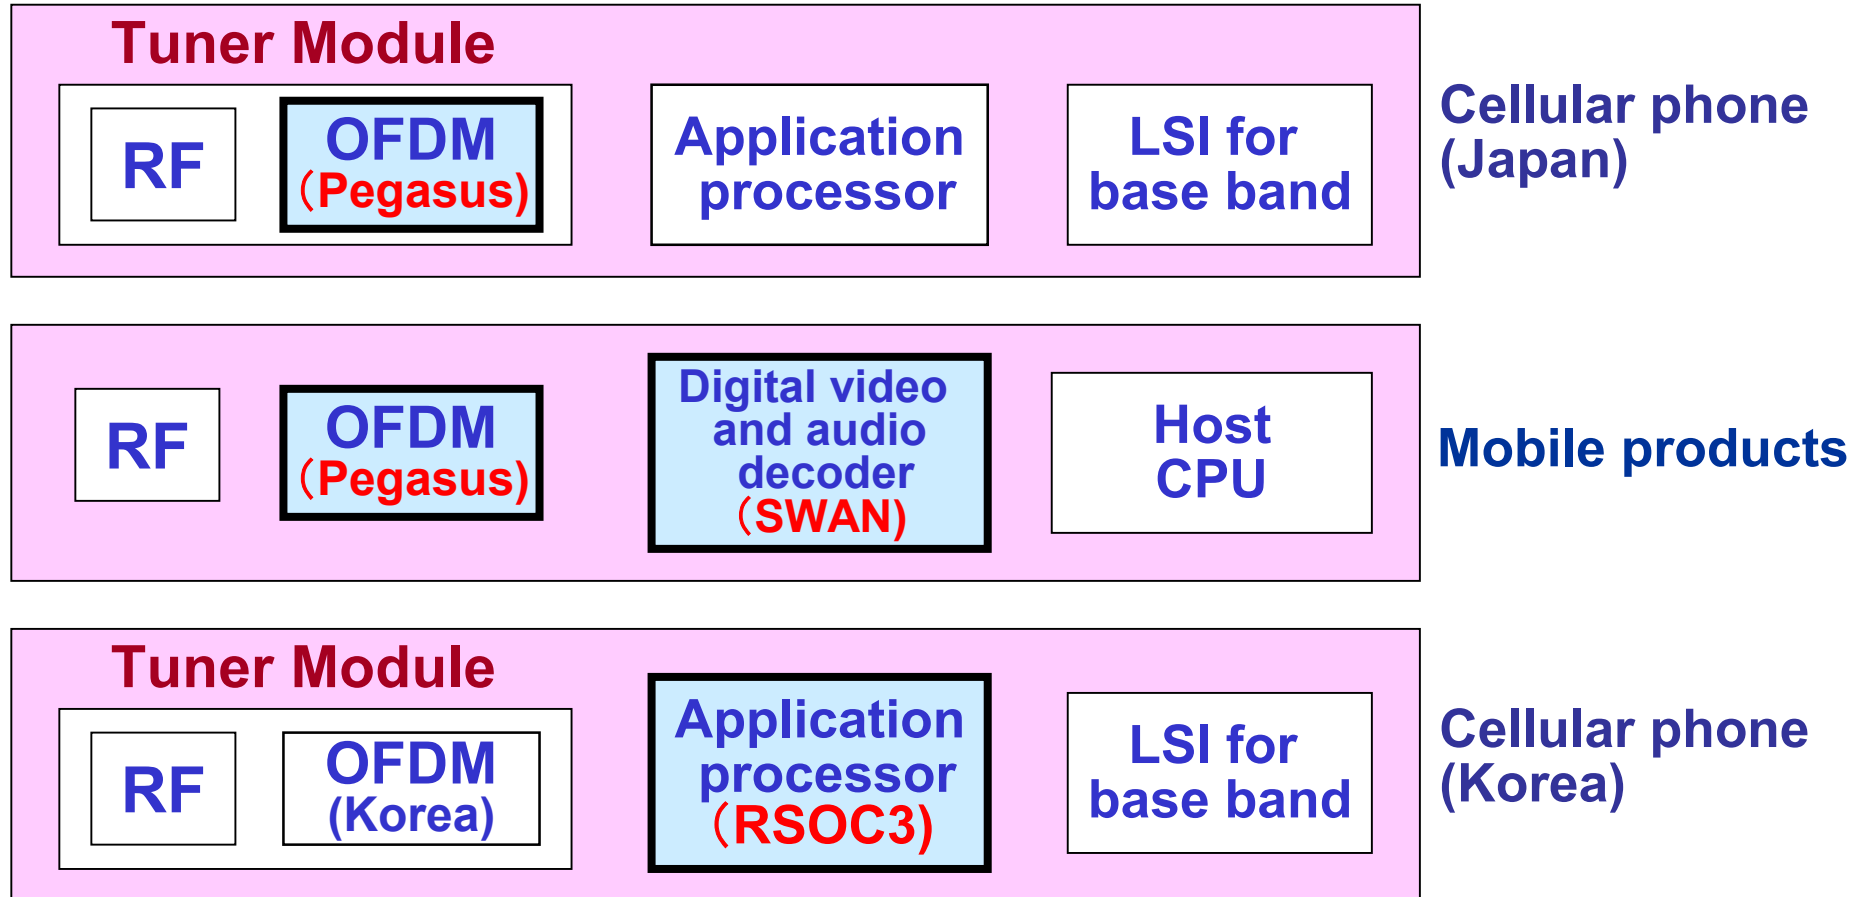 Tuner Module
RF
OFDM
（Pegasus)
Application
processor
LSI for
base band
Cellular phone
(Japan)
RF
OFDM
（Pegasus)
Digital video
and audio
decoder
（SWAN)
Host
CPU
Mobile products
Tuner Module
RF
OFDM
(Korea)
Application
processor
（RSOC3)
LSI for
base band
Cellular phone
(Korea)